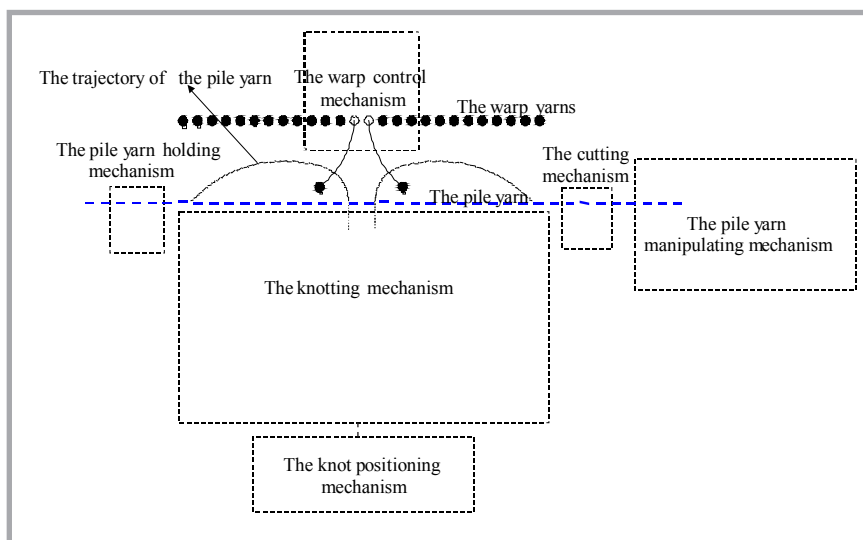 The trajectory of the pile yarn
The warp control
mechanism
The warp yarns
The pile yarn holding
mechanism
The cutting
mechanism
The pile yarn
The pile yarn
manipulating mechanism
The knotting mechanism
The knot positioning
mechanism